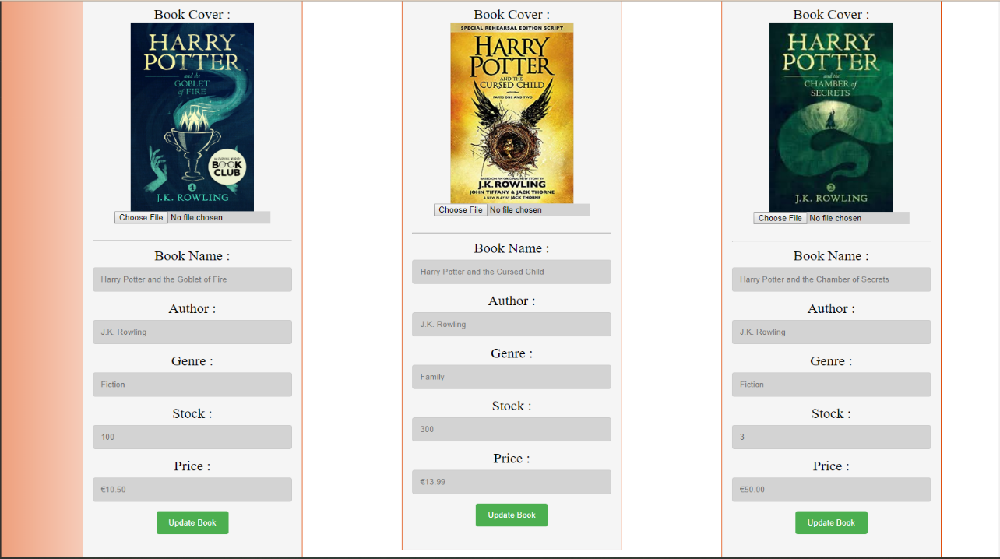 Book Cover :
HARRY
POTTER
and the
GOBLET
of FIRE
BOOK
CLUB
4
J.K. ROWLING
Choose File No file chosen
Book Name :
Harry Potter and the Goblet of Fire
Author :
J.K. Rowling
Genre :
Fiction
Stock :
100
Price :
€10.50
Update Book
Book Cover :
SPECIAL REHEARSAL EDITION SCRIPT
HARRY
POTTER
AND THE
CURSED CHILD
PARTS ONE AND TWO
BASED ON AN ORIGINAL NEW STORY BY
J.K. ROWLING
JOHN TIFFANY & JACK THORNE
A NEW PLAY BY JACK THORNE
Choose File No file chosen
Book Name :
Harry Potter and the Cursed Child
Author :
J.K. Rowling
Genre :
Family
Stock :
300
Price :
€13.99
Update Book
Book Cover :
HARRY
POTTER
and the
CHAMBER of
SECRETS
2
J.K. ROWLING
Choose File No file chosen
Book Name :
Harry Potter and the Chamber of Secrets
Author :
J.K. Rowling
Genre :
Fiction
Stock :
3
Price :
€50.00
Update Book